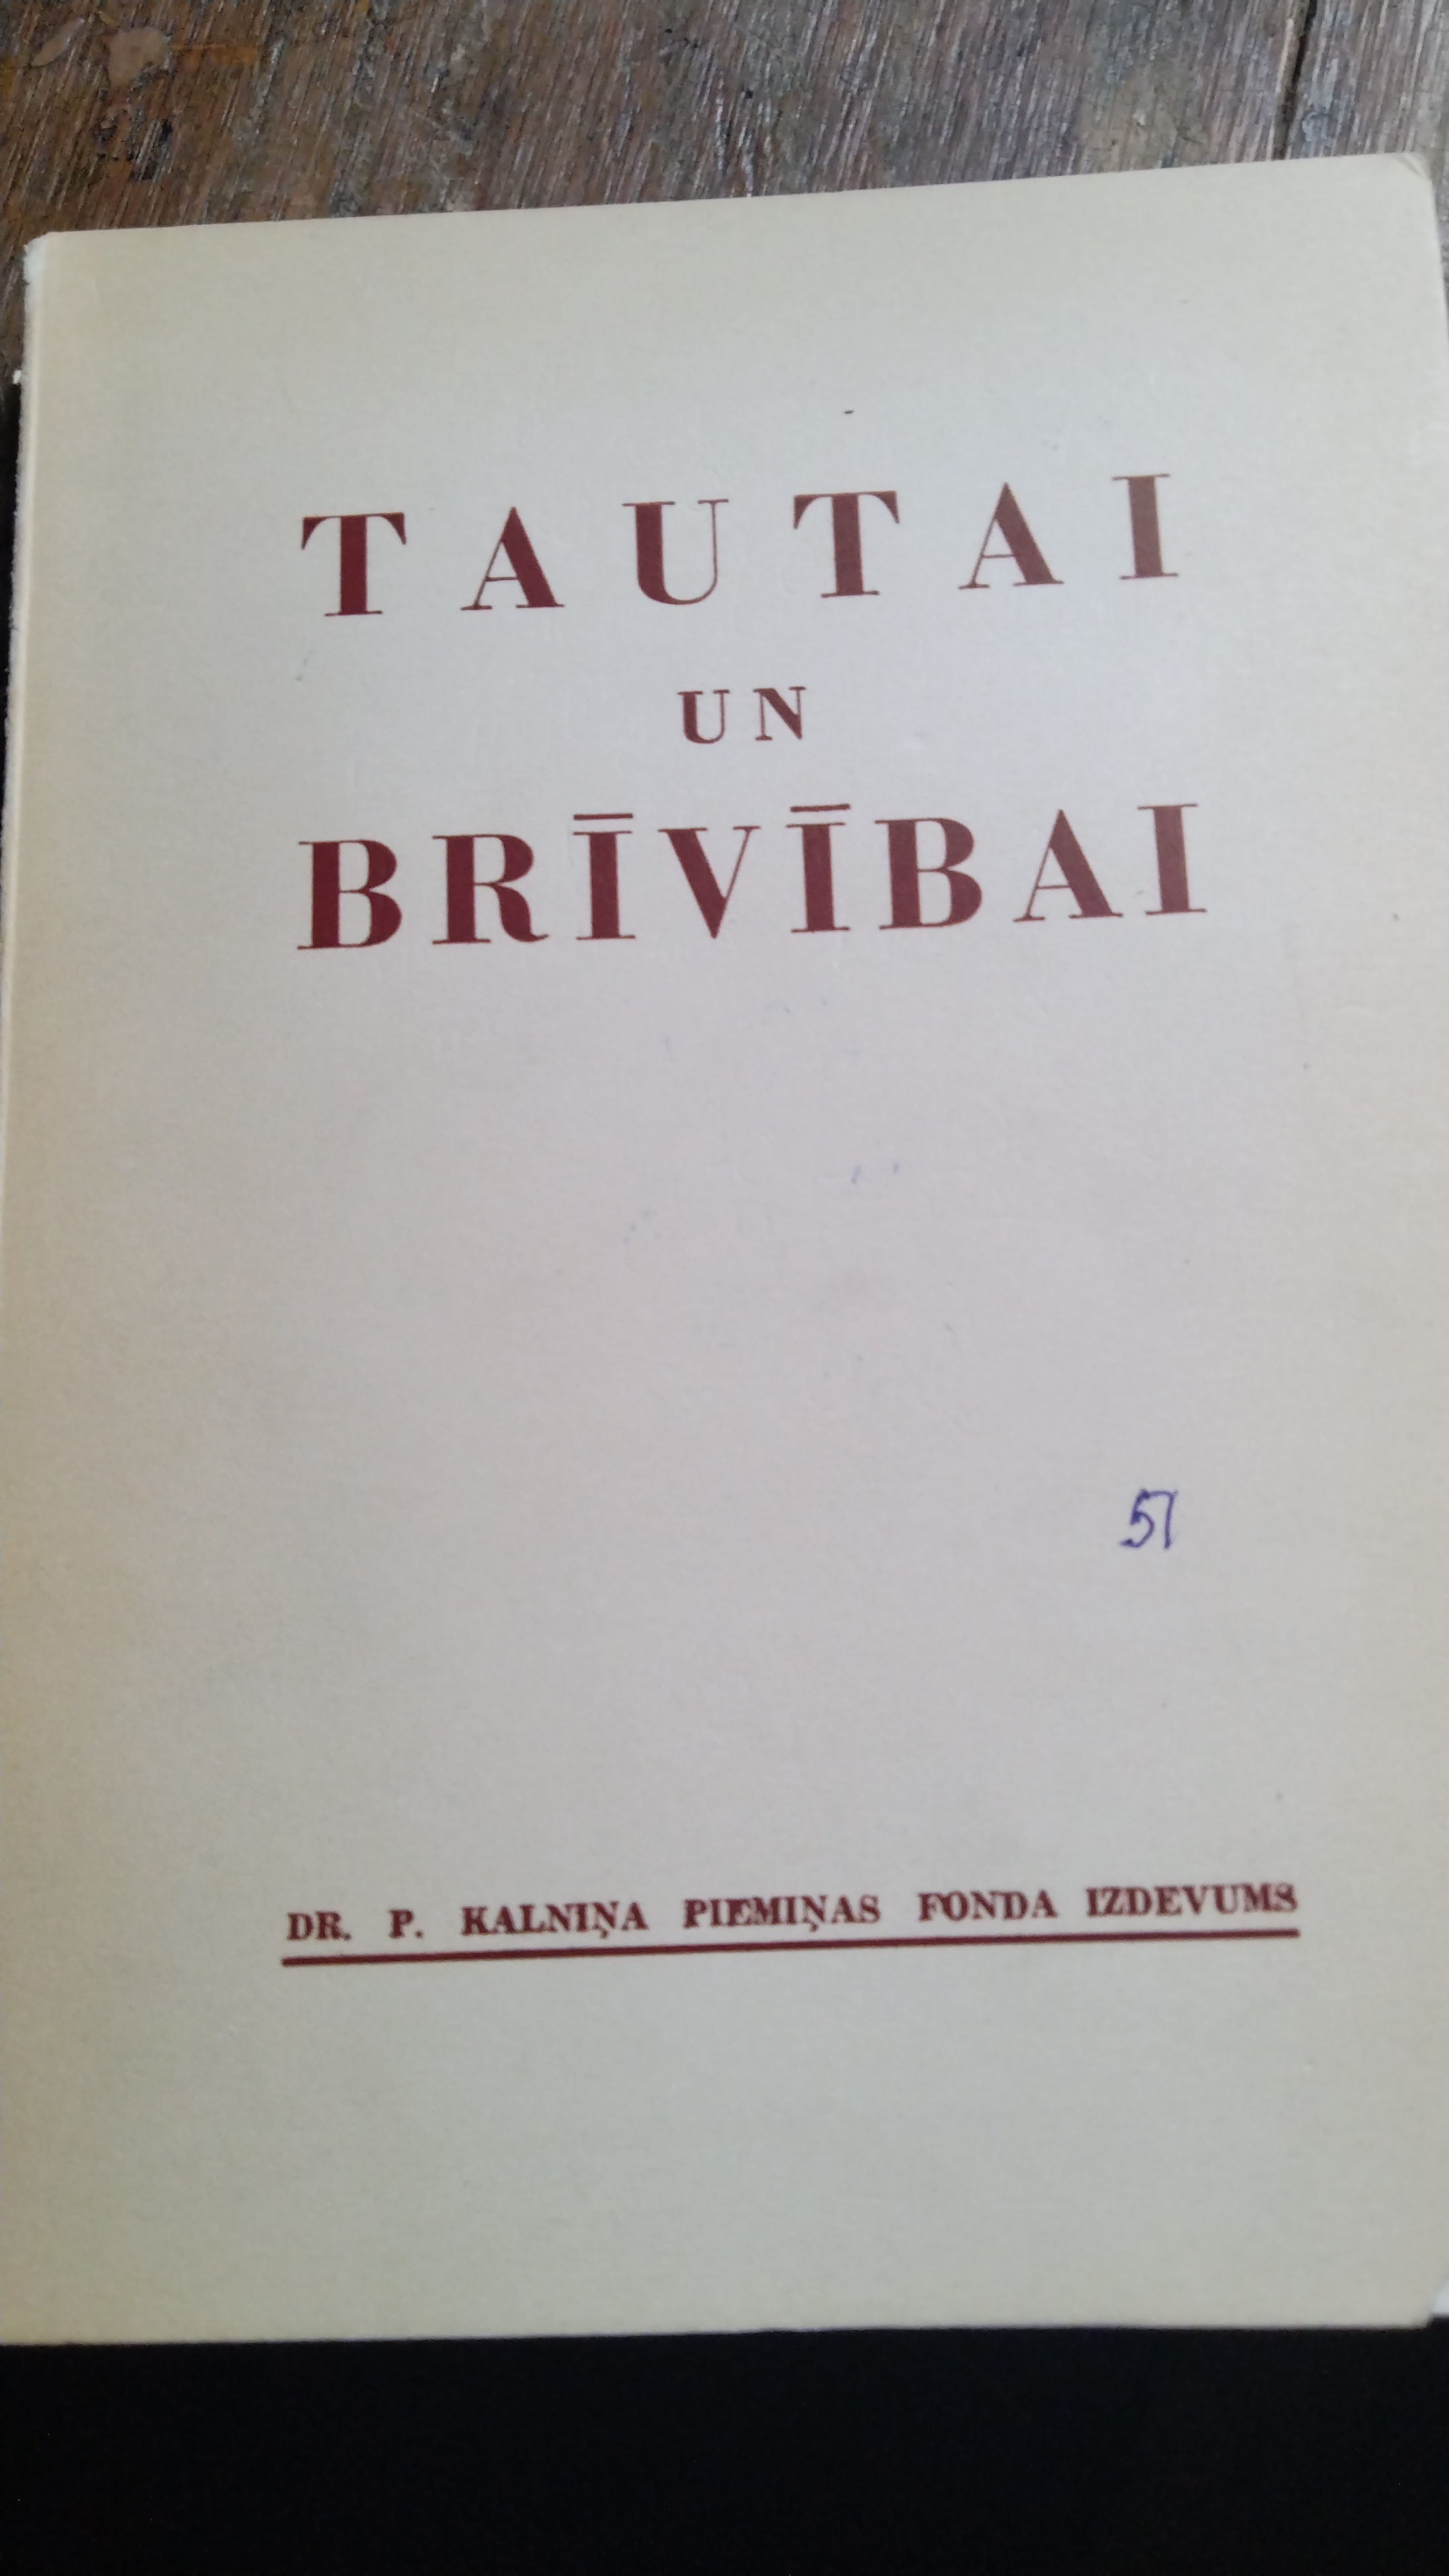 TAUTAI
UN
BRĪVĪBAI
51
DR. P. KALNIŅA PIEMIŅAS FONDA IZDEVUMS